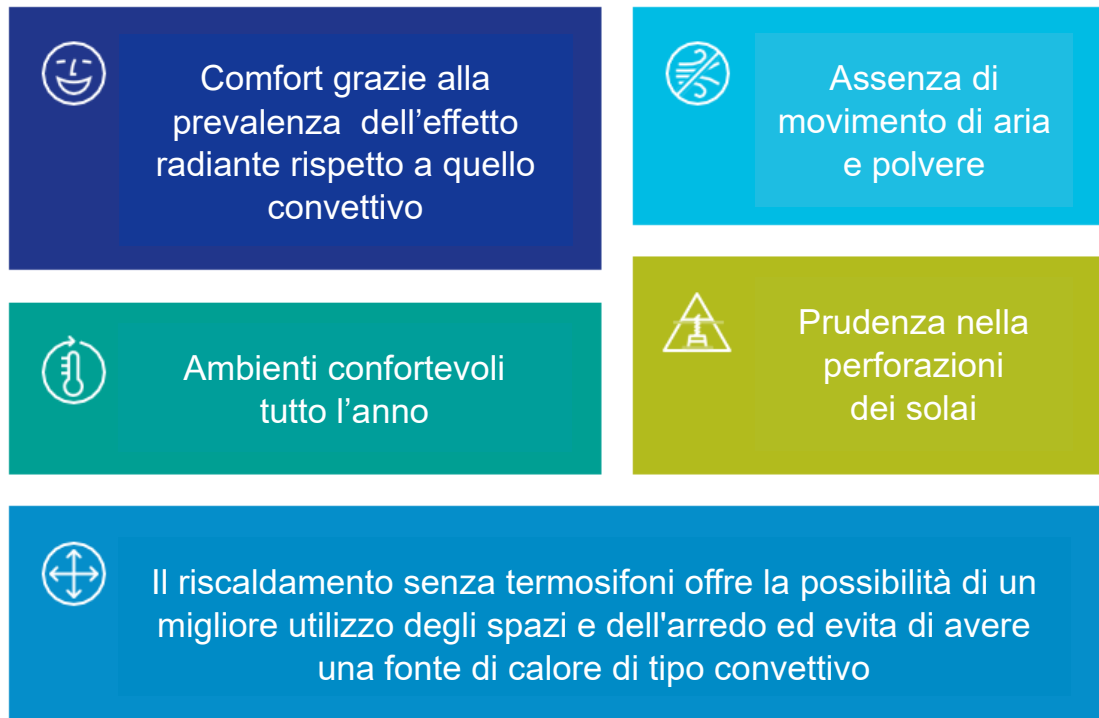 Comfort grazie alla
prevalenza dell’effetto
radiante rispetto a quello
convettivo
Assenza di
movimento di aria
e polvere
Ambienti confortevoli
tutto l’anno
Prudenza nella
perforazioni
dei solai
Il riscaldamento senza termosifoni offre la possibilità di un
migliore utilizzo degli spazi e dell'arredo ed evita di avere
una fonte di calore di tipo convettivo